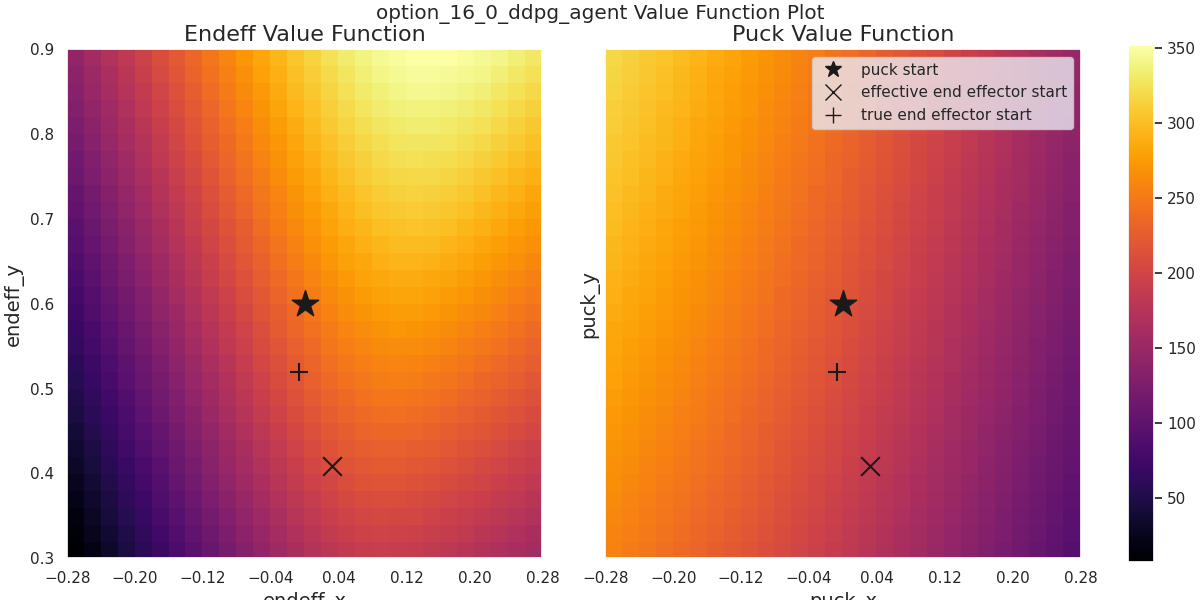 option_16_0_ddpg_agent Value Function Plot
Endeff Value Function
Puck Value Function
0.9
0.8
0.7
0.6
0.5
0.4
0.3
endeff_y
−0.28 −0.20 −0.12 −0.04 0.04 0.12 0.20 0.28
endeff_x
puck_y
puck start
effective end effector start
true end effector start
−0.28 −0.20 −0.12 −0.04 0.04 0.12 0.20 0.28
puck_x
350
300
250
200
150
100
50